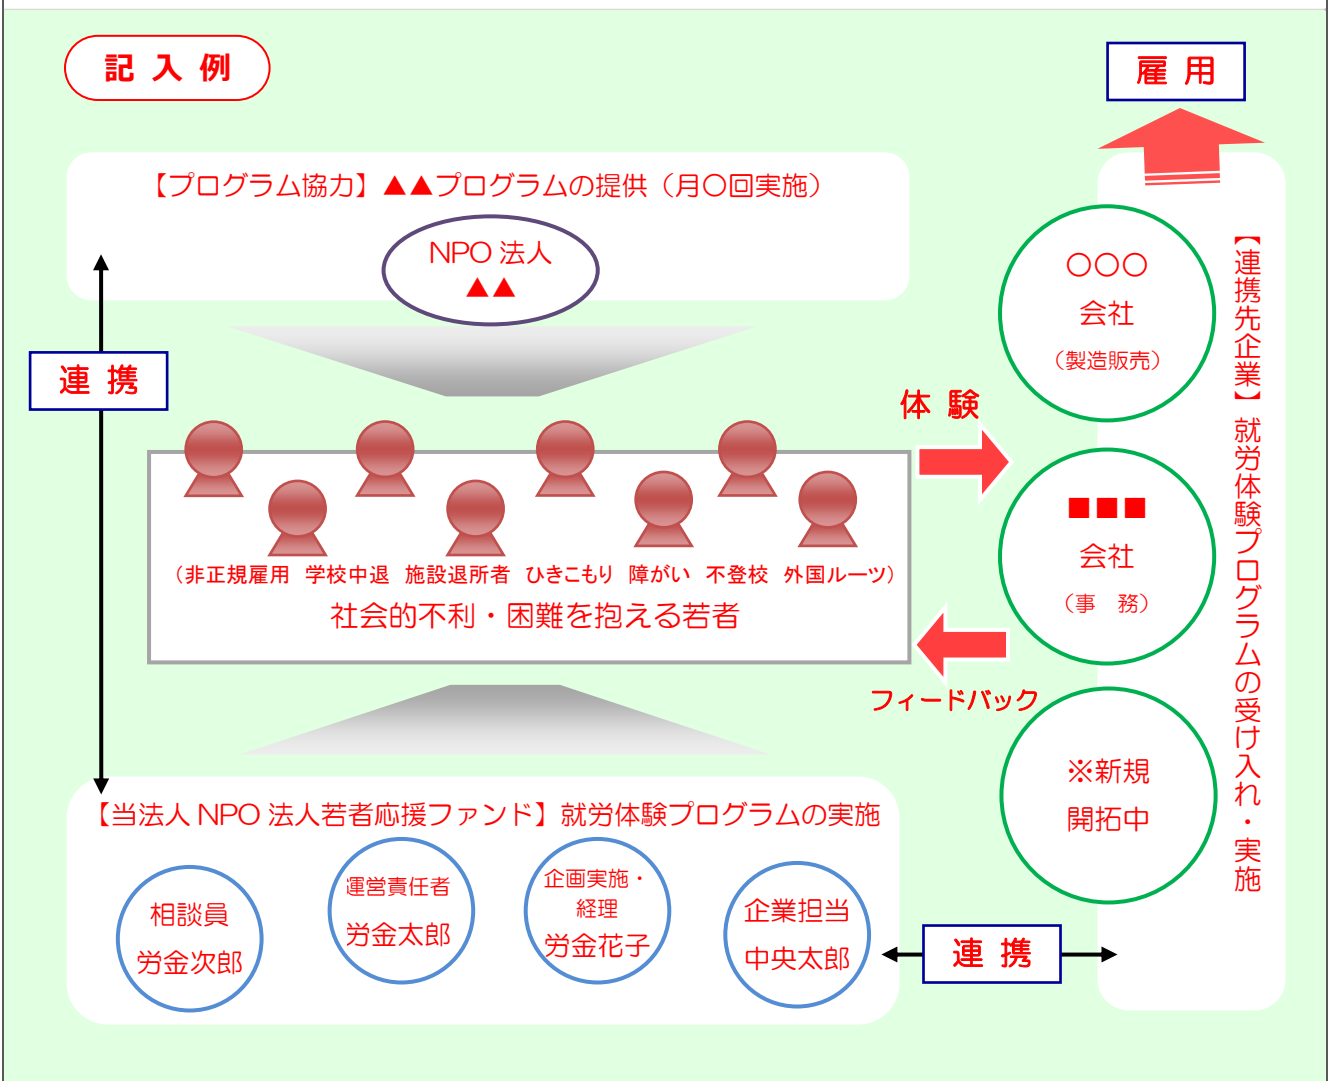 記 入 例
雇 用
【プログラム協力】▲▲プログラムの提供（月〇回実施）
NPO 法人
▲▲
連 携
〇〇〇
会社
（製造販売）
【連携先企業】就労体験プログラムの受け入れ・実施
体 験
■■■
会社
（事　務）
（非正規雇用　学校中退　施設退所者　ひきこもり　障がい　不登校　外国ルーツ）
社会的不利・困難を抱える若者
フィードバック
※新規
開拓中
【当法人 NPO 法人若者応援ファンド】就労体験プログラムの実施
相談員
労金次郎
運営責任者
労金太郎
企画実施・
経理
労金花子
企業担当
中央太郎
連 携